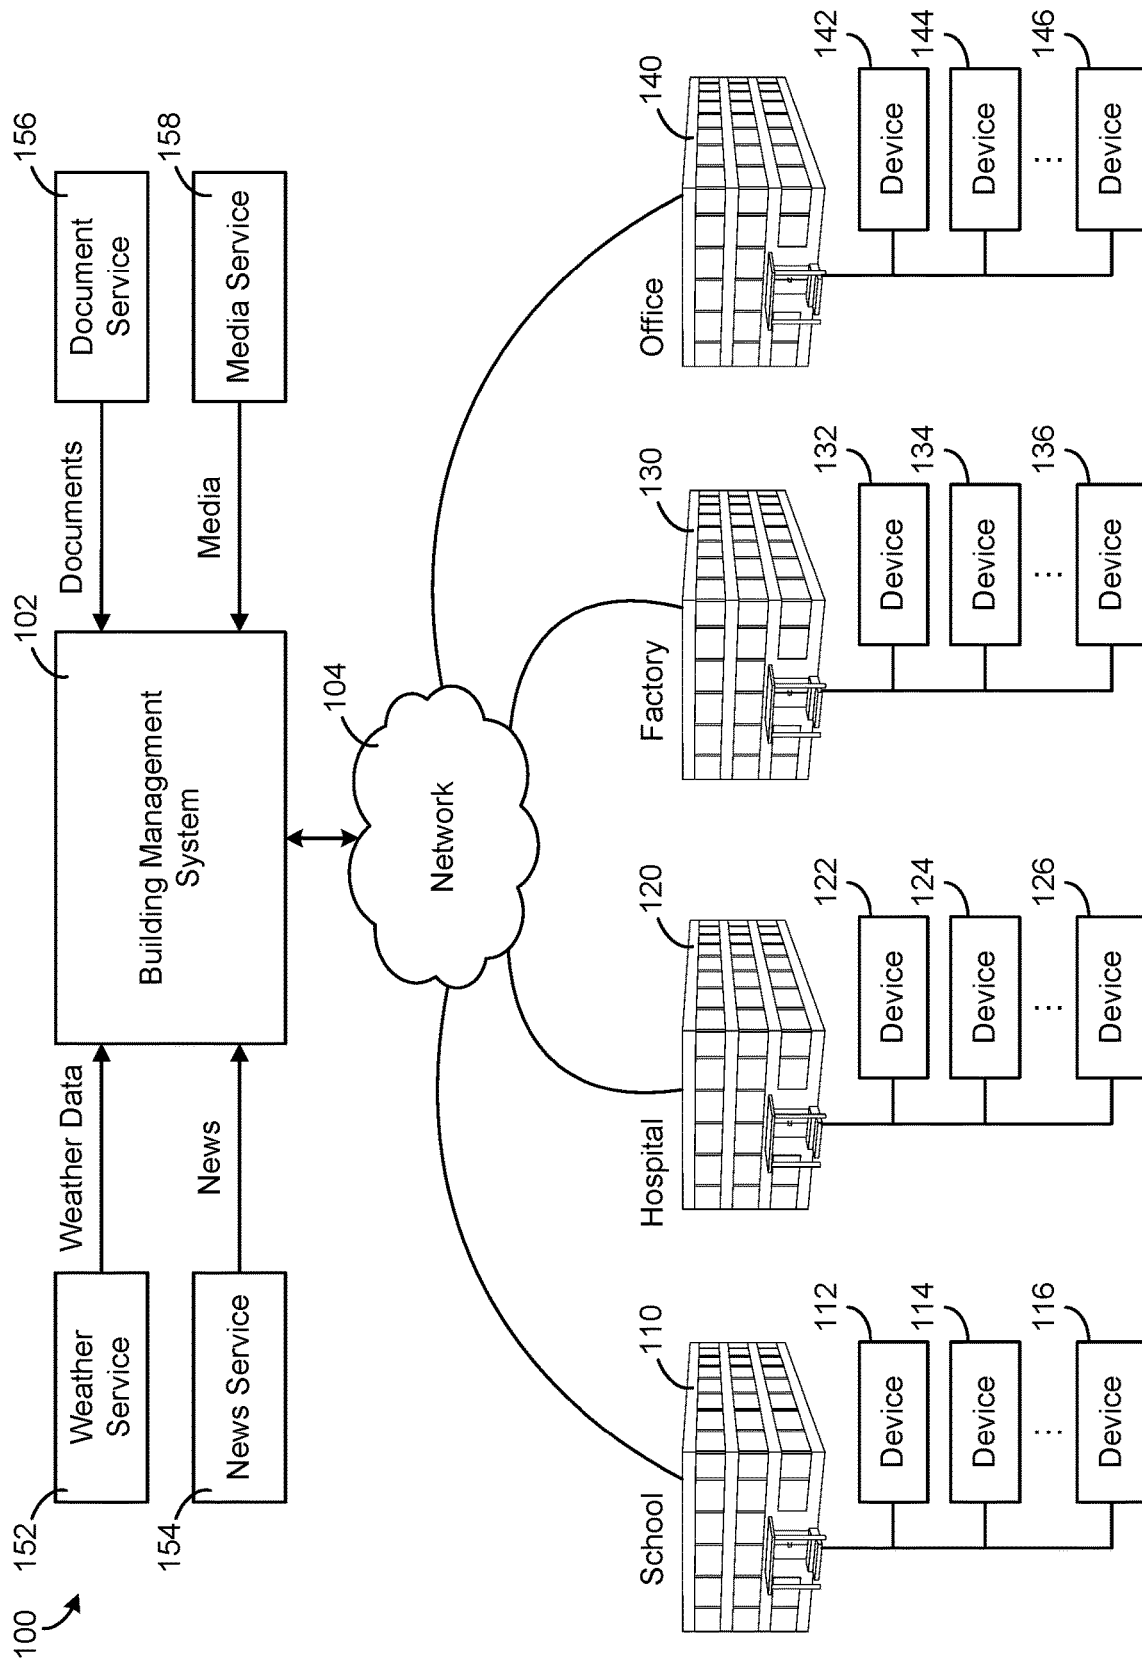 100
152
Weather
Service
Weather Data
154
News Service
News
102
Building Management
System
Documents
156
Document
Service
Media
158
Media Service
104
Network
School
110
Hospital
120
Factory
130
Office
140
Device
112
Device
114
...
Device
116
Device
122
Device
124
...
Device
126
Device
132
Device
134
...
Device
136
Device
142
Device
144
...
Device
146